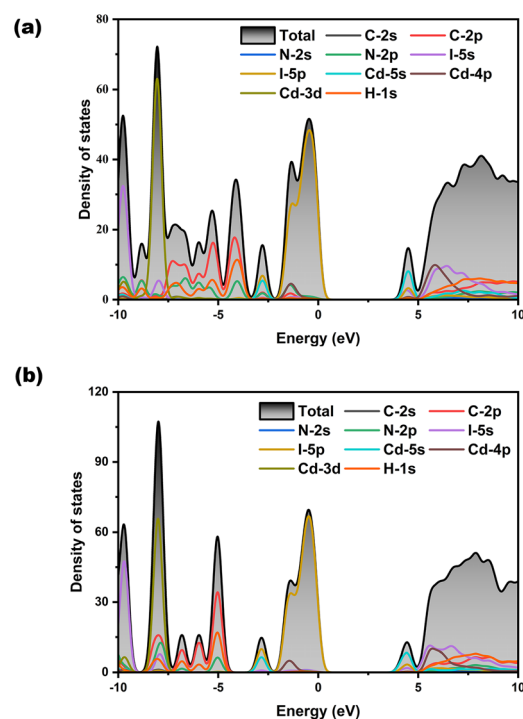 (a)
Total C-2s C-2p
N-2s N-2p I-5s
I-5p Cd-5s Cd-4p
Cd-3d H-1s
Density of states
80
60
40
20
0
-10 -5 0 5 10
Energy (eV)
(b)
Total C-2s C-2p
N-2s N-2p I-5s
I-5p Cd-5s Cd-4p
Cd-3d H-1s
Density of states
120
90
60
30
0
-10 -5 0 5 10
Energy (eV)